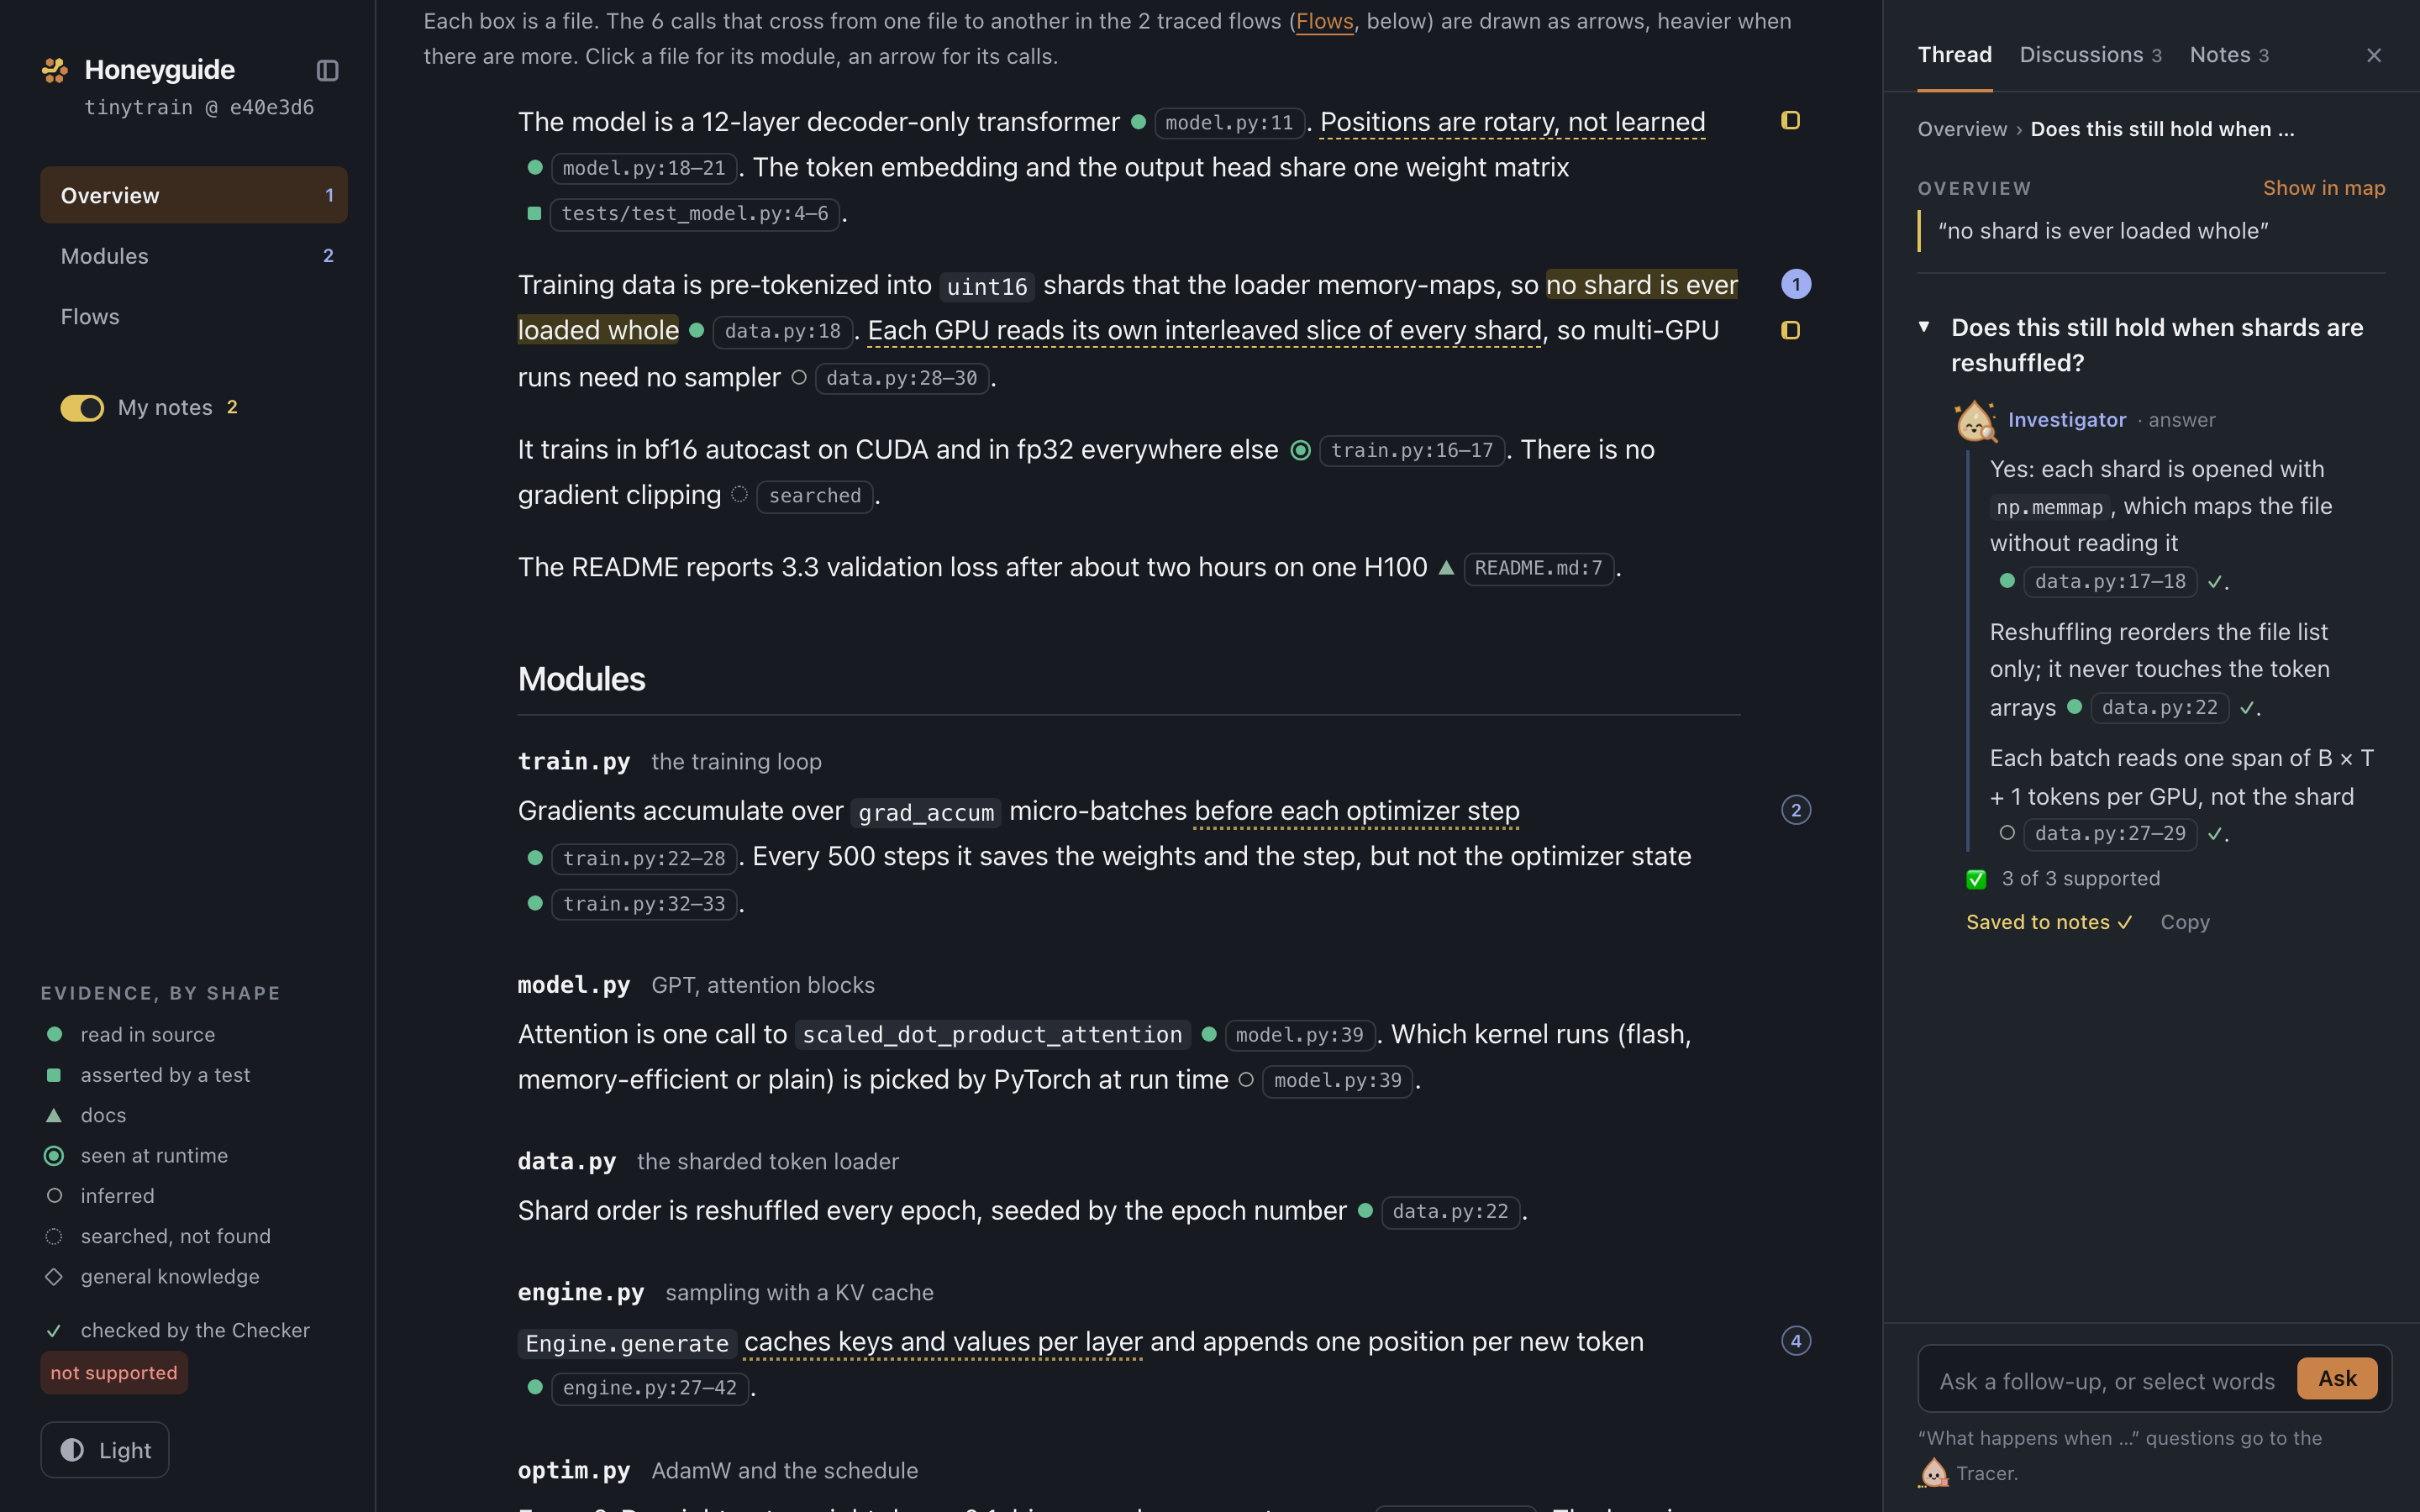 Honeyguide
tinytrain @ e40e3d6
Overview 1
Modules 2
Flows
My notes 2
EVIDENCE, BY SHAPE
read in source
asserted by a test
docs
seen at runtime
inferred
searched, not found
general knowledge
checked by the Checker
not supported
Light
Each box is a file. The 6 calls that cross from one file to another in the 2 traced flows (Flows, below) are drawn as arrows, heavier when
there are more. Click a file for its module, an arrow for its calls.
The model is a 12-layer decoder-only transformer model.py:11. Positions are rotary, not learned
model.py:18–21. The token embedding and the output head share one weight matrix
tests/test_model.py:4–6.
Training data is pre-tokenized into uint16 shards that the loader memory-maps, so no shard is ever 1
loaded whole data.py:18. Each GPU reads its own interleaved slice of every shard, so multi-GPU
runs need no sampler data.py:28–30.
It trains in bf16 autocast on CUDA and in fp32 everywhere else train.py:16–17. There is no
gradient clipping searched.
The README reports 3.3 validation loss after about two hours on one H100 README.md:7.
Modules
train.py the training loop
Gradients accumulate over grad_accum micro-batches before each optimizer step 2
train.py:22–28. Every 500 steps it saves the weights and the step, but not the optimizer state
train.py:32–33.
model.py GPT, attention blocks
Attention is one call to scaled_dot_product_attention model.py:39. Which kernel runs (flash,
memory-efficient or plain) is picked by PyTorch at run time model.py:39.
data.py the sharded token loader
Shard order is reshuffled every epoch, seeded by the epoch number data.py:22.
engine.py sampling with a KV cache
Engine.generate caches keys and values per layer and appends one position per new token 4
engine.py:27–42.
optim.py AdamW and the schedule
Thread Discussions 3 Notes 3 ×
Overview › Does this still hold when ...
OVERVIEW Show in map
“no shard is ever loaded whole”
Does this still hold when shards are
reshuffled?
Investigator · answer
Yes: each shard is opened with
np.memmap, which maps the file
without reading it
data.py:17–18 ✓.
Reshuffling reorders the file list
only; it never touches the token
arrays data.py:22 ✓.
Each batch reads one span of B × T
+ 1 tokens per GPU, not the shard
data.py:27–29 ✓.
3 of 3 supported
Saved to notes ✓ Copy
Ask a follow-up, or select words Ask
“What happens when …” questions go to the
Tracer.